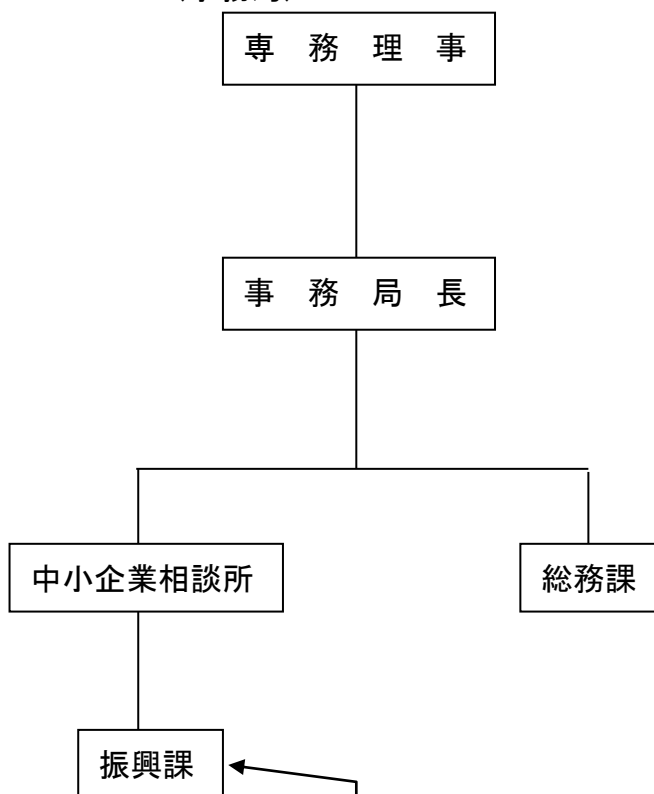 専　務　理　事
事　務　局　長
中小企業相談所
総務課
振興課